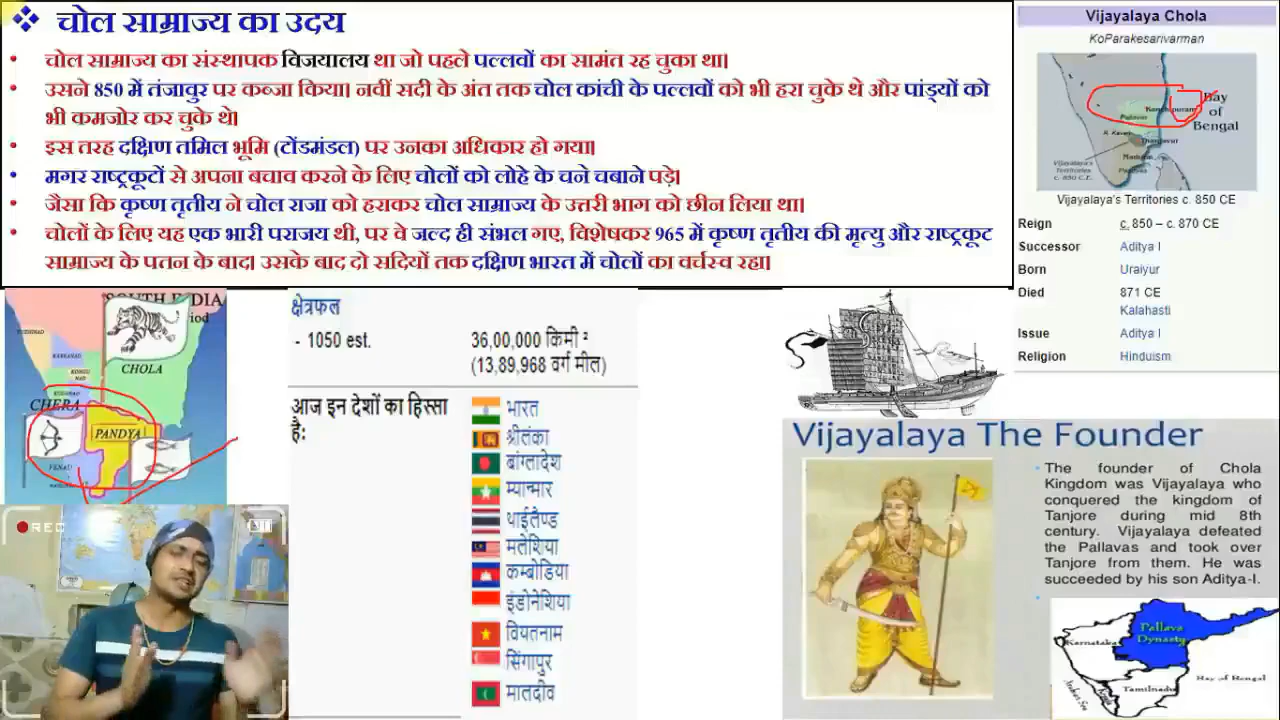 चोल साम्राज्य का उदय
चोल साम्राज्य का संस्थापक विजयालय था जो पहले पल्लवों का सामंत रह चुका था।
उसने 850 में तंजावुर पर कब्जा किया। नवीं सदी के अंत तक चोल कांची के पल्लवों को भी हरा चुके थे और पांड्यों को
भी कमजोर कर चुके थे।
इस तरह दक्षिण तमिल भूमि (टोंडमंडल) पर उनका अधिकार हो गया।
मगर राष्ट्रकूटों से अपना बचाव करने के लिए चोलों को लोहे के चने चबाने पड़े।
जैसा कि कृष्ण तृतीय ने चोल राजा को हराकर चोल साम्राज्य के उत्तरी भाग को छीन लिया था।
चोलों के लिए यह एक भारी पराजय थी, पर वे जल्द ही संभल गए, विशेषकर 965 में कृष्ण तृतीय की मृत्यु और राष्ट्रकूट
साम्राज्य के पतन के बाद। उसके बाद दो सदियों तक दक्षिण भारत में चोलों का वर्चस्व रहा।
Vijayalaya Chola
KoParakesarivarman
Bay
of
Bengal
Vijayalaya's
Territories
c. 850 C.E.
Vijayalaya's Territories c. 850 CE
Reign c. 850 – c. 870 CE
Successor Aditya I
Born Uraiyur
Died 871 CE
Kalahasti
Issue Aditya I
Religion Hinduism
SOUTH INDIA
iod
CHOLA
CHERA
PANDYA
VENAD
REC
क्षेत्रफल
- 1050 est. 36,00,000 किमी ²
(13,89,968 वर्ग मील)
आज इन देशों का हिस्सा
है:
भारत
श्रीलंका
बांग्लादेश
म्यान्मार
थाईलैण्ड
मलेशिया
कम्बोडिया
इंडोनेशिया
वियतनाम
सिंगापुर
मालदीव
Vijayalaya The Founder
The founder of Chola
Kingdom was Vijayalaya who
conquered the kingdom of
Tanjore during mid 8th
century. Vijayalaya defeated
the Pallavas and took over
Tanjore from them. He was
succeeded by his son Aditya-I.
Pallava
Dynasty
Karnataka
Tamilnadu
Bay of Bengal